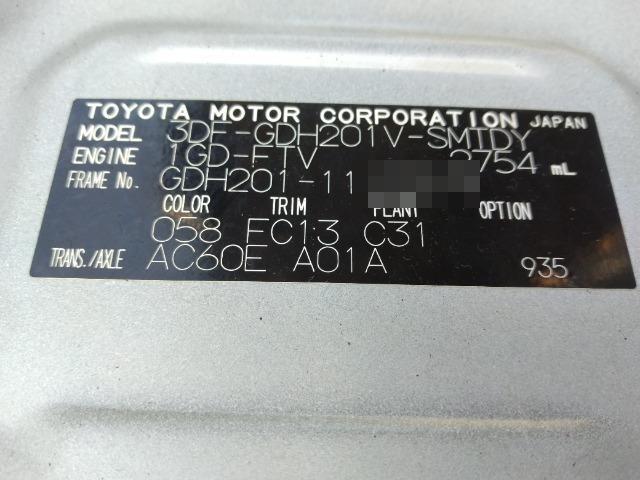 TOYOTA MOTOR CORPORATION JAPAN
MODEL 3DF-GDH201V-SMTDY
ENGINE 1GD-FTV 2754 mL
FRAME No. GDH201-11
COLOR TRIM PLANT OPTION
058 FC13 C31
TRANS./AXLE AC60E A01A 935